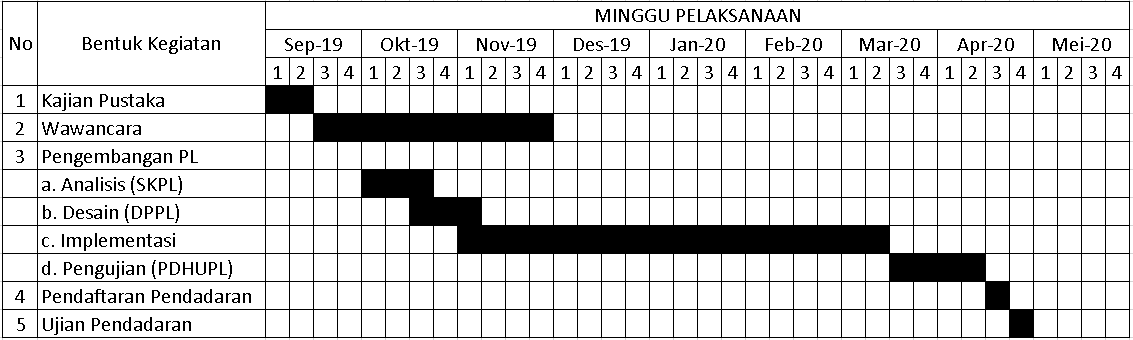 MINGGU PELAKSANAAN
No Bentuk Kegiatan Sep-19 Okt-19 Nov-19 Des-19 Jan-20 Feb-20 Mar-20 Apr-20 Mei-20
1 2 3 4 1 2 3 4 1 2 3 4 1 2 3 4 1 2 3 4 1 2 3 4 1 2 3 4 1 2 3 4 1 2 3 4
1 Kajian Pustaka
2 Wawancara
3 Pengembangan PL
a. Analisis (SKPL)
b. Desain (DPPL)
c. Implementasi
d. Pengujian (PDHUPL)
4 Pendaftaran Pendadaran
5 Ujian Pendadaran